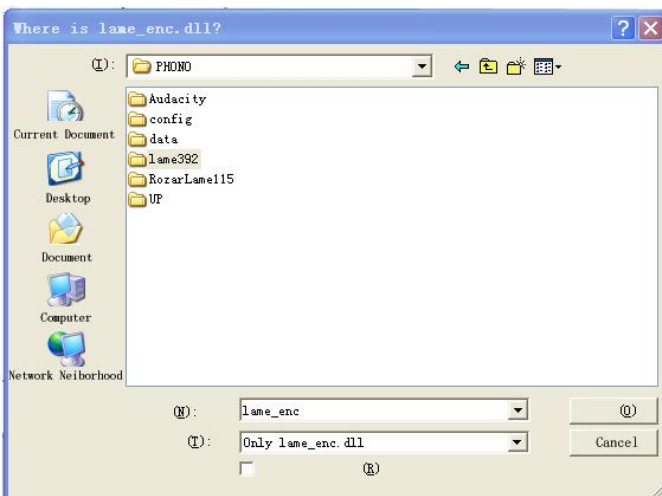 Where is lame_enc.dll?
(I):
PHONO
Audacity
config
data
lame392
RozarLame115
UP
Current Document
Desktop
Document
Computer
Network Neiborhood
(N):
lame_enc
(O)
(T):
Only lame_enc.dll
Cancel
(R)